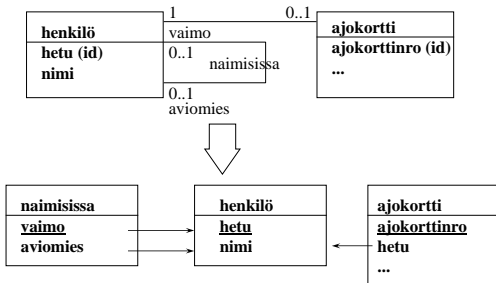 1
0..1
henkilö
hetu (id)
nimi
vaimo
0..1
naimisissa
0..1
aviomies
ajokortti
ajokorttinro (id)
...
naimisissa
vaimo
aviomies
henkilö
hetu
nimi
ajokortti
ajokorttinro
hetu
...